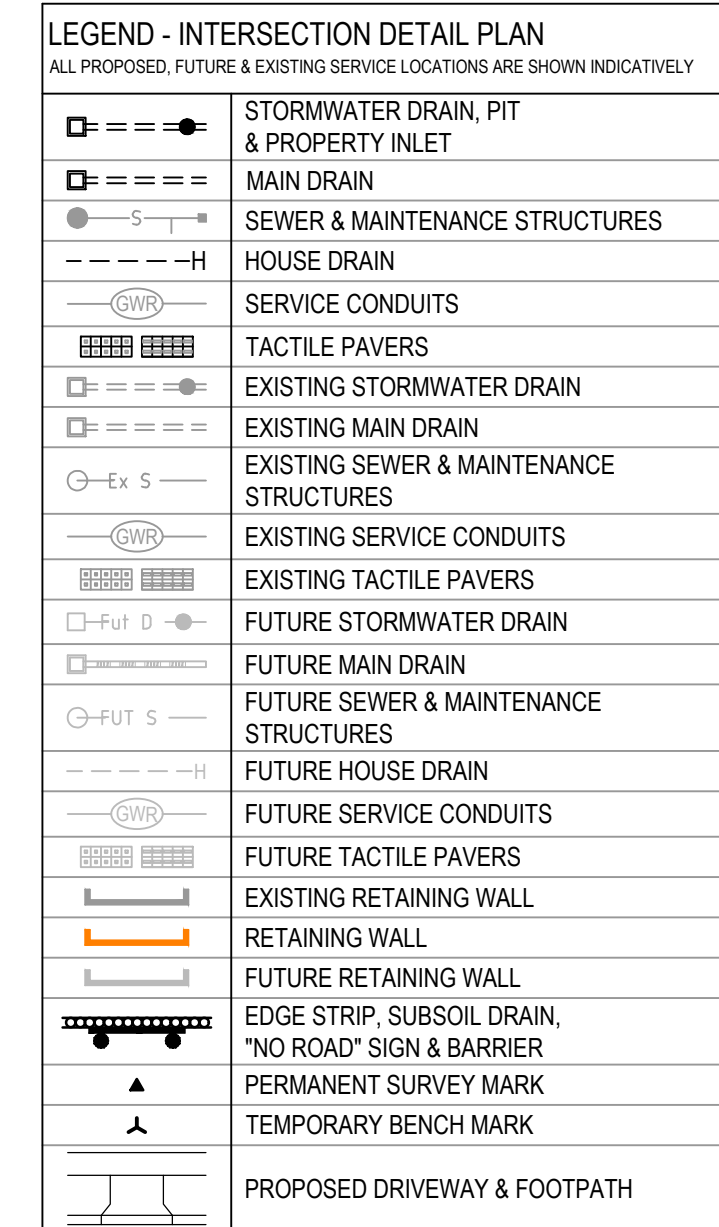 LEGEND - INTERSECTION DETAIL PLAN
ALL PROPOSED, FUTURE & EXISTING SERVICE LOCATIONS ARE SHOWN INDICATIVELY
STORMWATER DRAIN, PIT
& PROPERTY INLET
MAIN DRAIN
S SEWER & MAINTENANCE STRUCTURES
H HOUSE DRAIN
GWR SERVICE CONDUITS
TACTILE PAVERS
EXISTING STORMWATER DRAIN
EXISTING MAIN DRAIN
Ex S EXISTING SEWER & MAINTENANCE
STRUCTURES
GWR EXISTING SERVICE CONDUITS
EXISTING TACTILE PAVERS
Fut D FUTURE STORMWATER DRAIN
FUTURE MAIN DRAIN
FUT S FUTURE SEWER & MAINTENANCE
STRUCTURES
H FUTURE HOUSE DRAIN
GWR FUTURE SERVICE CONDUITS
FUTURE TACTILE PAVERS
EXISTING RETAINING WALL
RETAINING WALL
FUTURE RETAINING WALL
EDGE STRIP, SUBSOIL DRAIN,
"NO ROAD" SIGN & BARRIER
PERMANENT SURVEY MARK
TEMPORARY BENCH MARK
PROPOSED DRIVEWAY & FOOTPATH